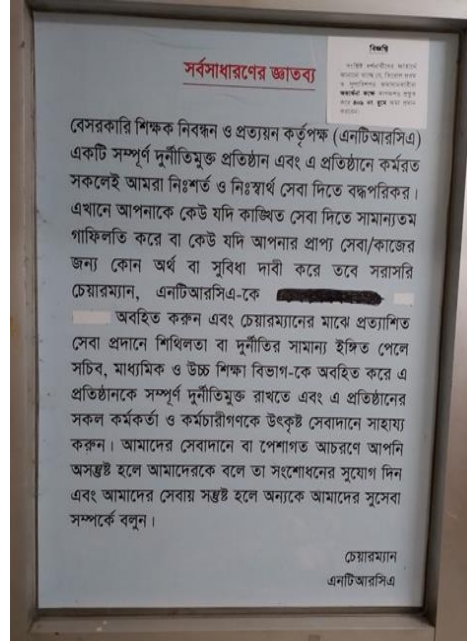 বিজ্ঞপ্তি
সর্বসাধারণের জ্ঞাতব্য
বেসরকারি শিক্ষক নিবন্ধন ও প্রত্যয়ন কর্তৃপক্ষ (এনটিআরসিএ)
একটি সম্পূর্ণ দুর্নীতিমুক্ত প্রতিষ্ঠান এবং এ প্রতিষ্ঠানে কর্মরত
সকলেই আমরা নিঃশর্ত ও নিঃস্বার্থ সেবা দিতে বদ্ধপরিকর।
এখানে আপনাকে কেউ যদি কাঙ্খিত সেবা দিতে সামান্যতম
গাফিলতি করে বা কেউ যদি আপনার প্রাপ্য সেবা/কাজের
জন্য কোন অর্থ বা সুবিধা দাবী করে তবে সরাসরি
চেয়ারম্যান, এনটিআরসিএ-কে
অবহিত করুন এবং চেয়ারম্যানের মাঝে প্রত্যাশিত
সেবা প্রদানে শিথিলতা বা দুর্নীতির সামান্য ইঙ্গিত পেলে
সচিব, মাধ্যমিক ও উচ্চ শিক্ষা বিভাগ-কে অবহিত করে এ
প্রতিষ্ঠানকে সম্পূর্ণ দুর্নীতিমুক্ত রাখতে এবং এ প্রতিষ্ঠানের
সকল কর্মকর্তা ও কর্মচারীগণকে উৎকৃষ্ট সেবাদানে সাহায্য
করুন। আমাদের সেবাদানে বা পেশাগত আচরণে আপনি
অসন্তুষ্ট হলে আমাদেরকে বলে তা সংশোধনের সুযোগ দিন
এবং আমাদের সেবায় সন্তুষ্ট হলে অন্যকে আমাদের সুসেবা
সম্পর্কে বলুন।
চেয়ারম্যান
এনটিআরসিএ